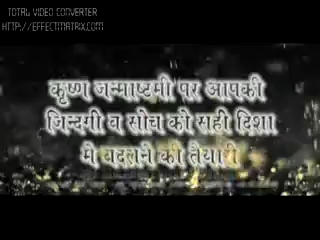 TOTAL VIDEO CONVERTER
HTTP://EFFECTMATRIX.COM
कृष्ण जन्माष्टमी पर आपकी
जिन्दगी व सोच को सही दिशा
मे बदलने की तैयारी